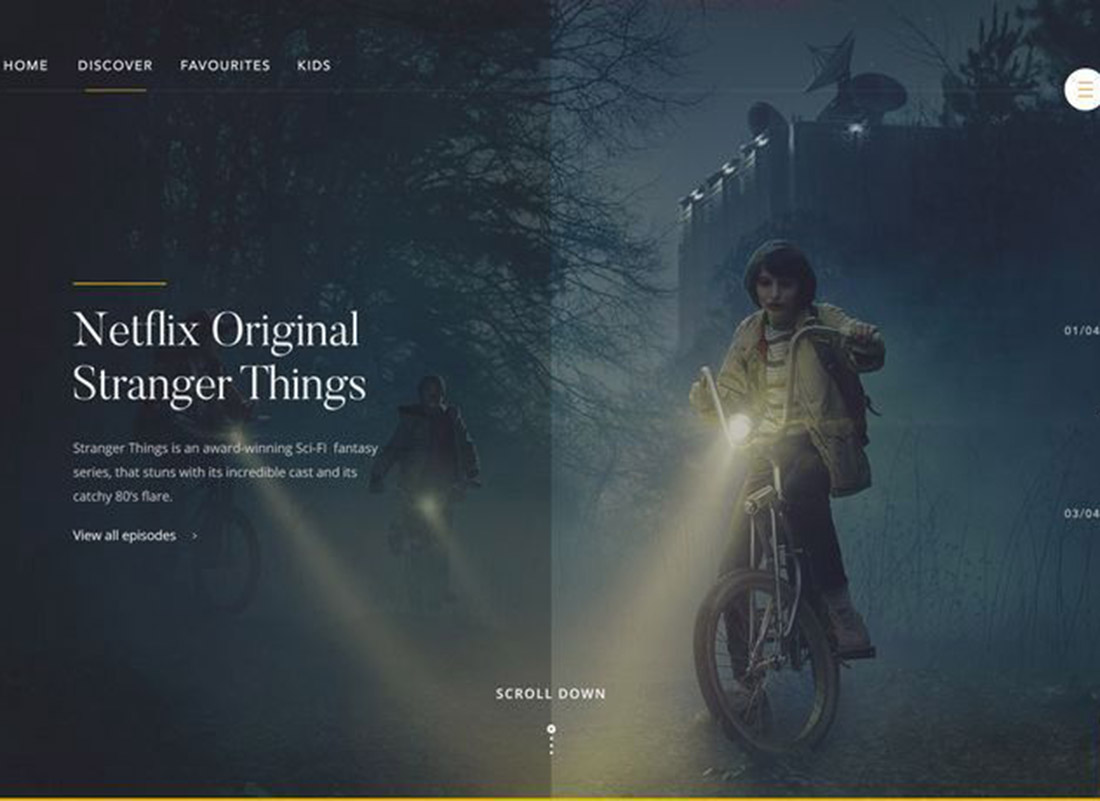 HOME DISCOVER FAVOURITES KIDS
Netflix Original
Stranger Things
Stranger Things is an award-winning Sci-FI fantasy
series, that stuns with its incredible cast and its
catchy 80's flare.
View all episodes >
01/04
03/04
SCROLL DOWN